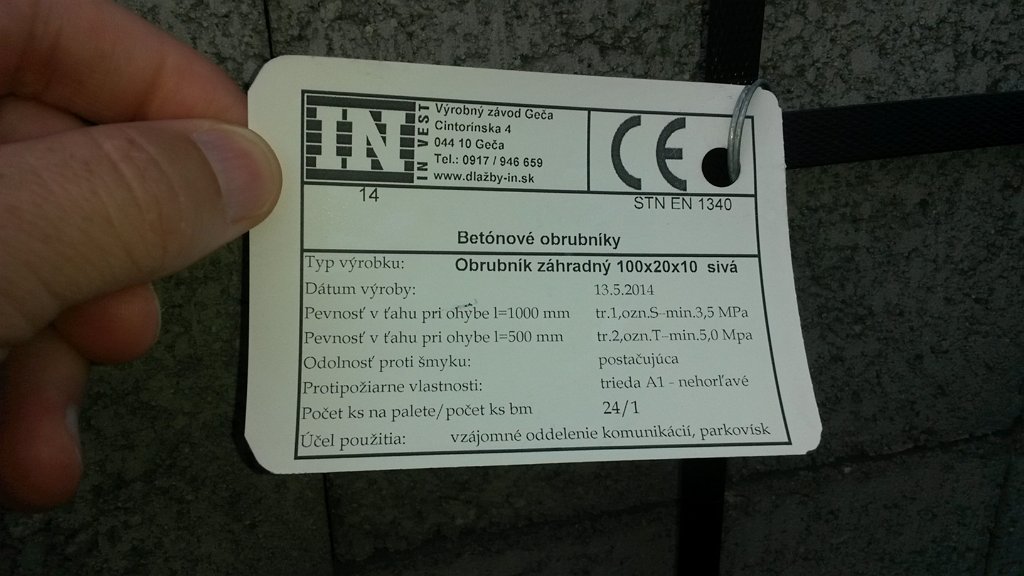 IN
IN VEST
Výrobný závod Geča
Cintorínska 4
044 10 Geča
Tel.: 0917 / 946 659
www.dlažby-in.sk
CE
14
STN EN 1340
Betónové obrubníky
Typ výrobku: Obrubník záhradný 100x20x10 sivá
Dátum výroby: 13.5.2014
Pevnosť v ťahu pri ohybe l=1000 mm tr.1,ozn.S–min.3,5 MPa
Pevnosť v ťahu pri ohybe l=500 mm tr.2,ozn.T–min.5,0 Mpa
Odolnosť proti šmyku: postačujúca
Protipožiarne vlastnosti: trieda A1 - nehorľavé
Počet ks na palete/počet ks bm 24/1
Účel použitia: vzájomné oddelenie komunikácií, parkovísk